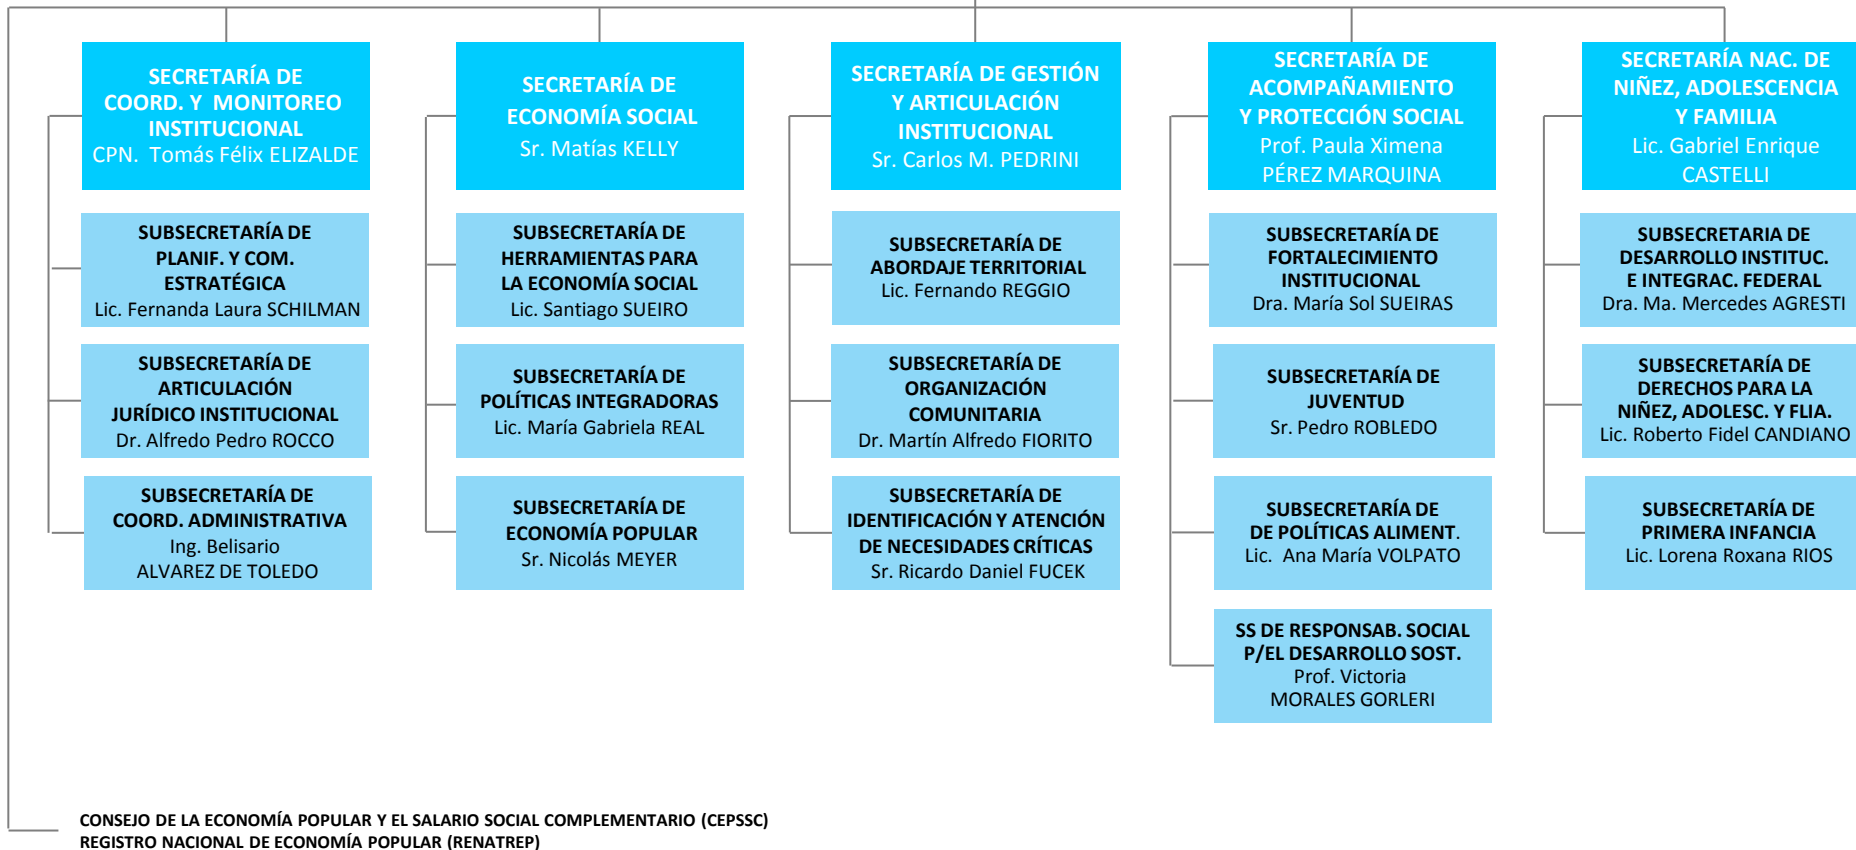 SECRETARÍA DE
COORD. Y MONITOREO
INSTITUCIONAL
CPN. Tomás Félix ELIZALDE
SUBSECRETARÍA DE
PLANIF. Y COM.
ESTRATÉGICA
Lic. Fernanda Laura SCHILMAN
SUBSECRETARÍA DE
ARTICULACIÓN
JURÍDICO INSTITUCIONAL
Dr. Alfredo Pedro ROCCO
SUBSECRETARÍA DE
COORD. ADMINISTRATIVA
Ing. Belisario
ALVAREZ DE TOLEDO
SECRETARÍA DE
ECONOMÍA SOCIAL
Sr. Matías KELLY
SUBSECRETARÍA DE
HERRAMIENTAS PARA
LA ECONOMÍA SOCIAL
Lic. Santiago SUEIRO
SUBSECRETARÍA DE
POLÍTICAS INTEGRADORAS
Lic. María Gabriela REAL
SUBSECRETARÍA DE
ECONOMÍA POPULAR
Sr. Nicolás MEYER
SECRETARÍA DE GESTIÓN
Y ARTICULACIÓN
INSTITUCIONAL
Sr. Carlos M. PEDRINI
SUBSECRETARÍA DE
ABORDAJE TERRITORIAL
Lic. Fernando REGGIO
SUBSECRETARÍA DE
ORGANIZACIÓN
COMUNITARIA
Dr. Martín Alfredo FIORITO
SUBSECRETARÍA DE
IDENTIFICACIÓN Y ATENCIÓN
DE NECESIDADES CRÍTICAS
Sr. Ricardo Daniel FUCEK
SECRETARÍA DE
ACOMPAÑAMIENTO
Y PROTECCIÓN SOCIAL
Prof. Paula Ximena
PÉREZ MARQUINA
SUBSECRETARÍA DE
FORTALECIMIENTO
INSTITUCIONAL
Dra. María Sol SUEIRAS
SUBSECRETARÍA DE
JUVENTUD
Sr. Pedro ROBLEDO
SUBSECRETARÍA DE
DE POLÍTICAS ALIMENT.
Lic. Ana María VOLPATO
SS DE RESPONSAB. SOCIAL
P/EL DESARROLLO SOST.
Prof. Victoria
MORALES GORLERI
SECRETARÍA NAC. DE
NIÑEZ, ADOLESCENCIA
Y FAMILIA
Lic. Gabriel Enrique
CASTELLI
SUBSECRETARIA DE
DESARROLLO INSTITUC.
E INTEGRAC. FEDERAL
Dra. Ma. Mercedes AGRESTI
SUBSECRETARÍA DE
DERECHOS PARA LA
NIÑEZ, ADOLESC. Y FLIA.
Lic. Roberto Fidel CANDIANO
SUBSECRETARÍA DE
PRIMERA INFANCIA
Lic. Lorena Roxana RIOS
CONSEJO DE LA ECONOMÍA POPULAR Y EL SALARIO SOCIAL COMPLEMENTARIO (CEPSSC)
REGISTRO NACIONAL DE ECONOMÍA POPULAR (RENATREP)